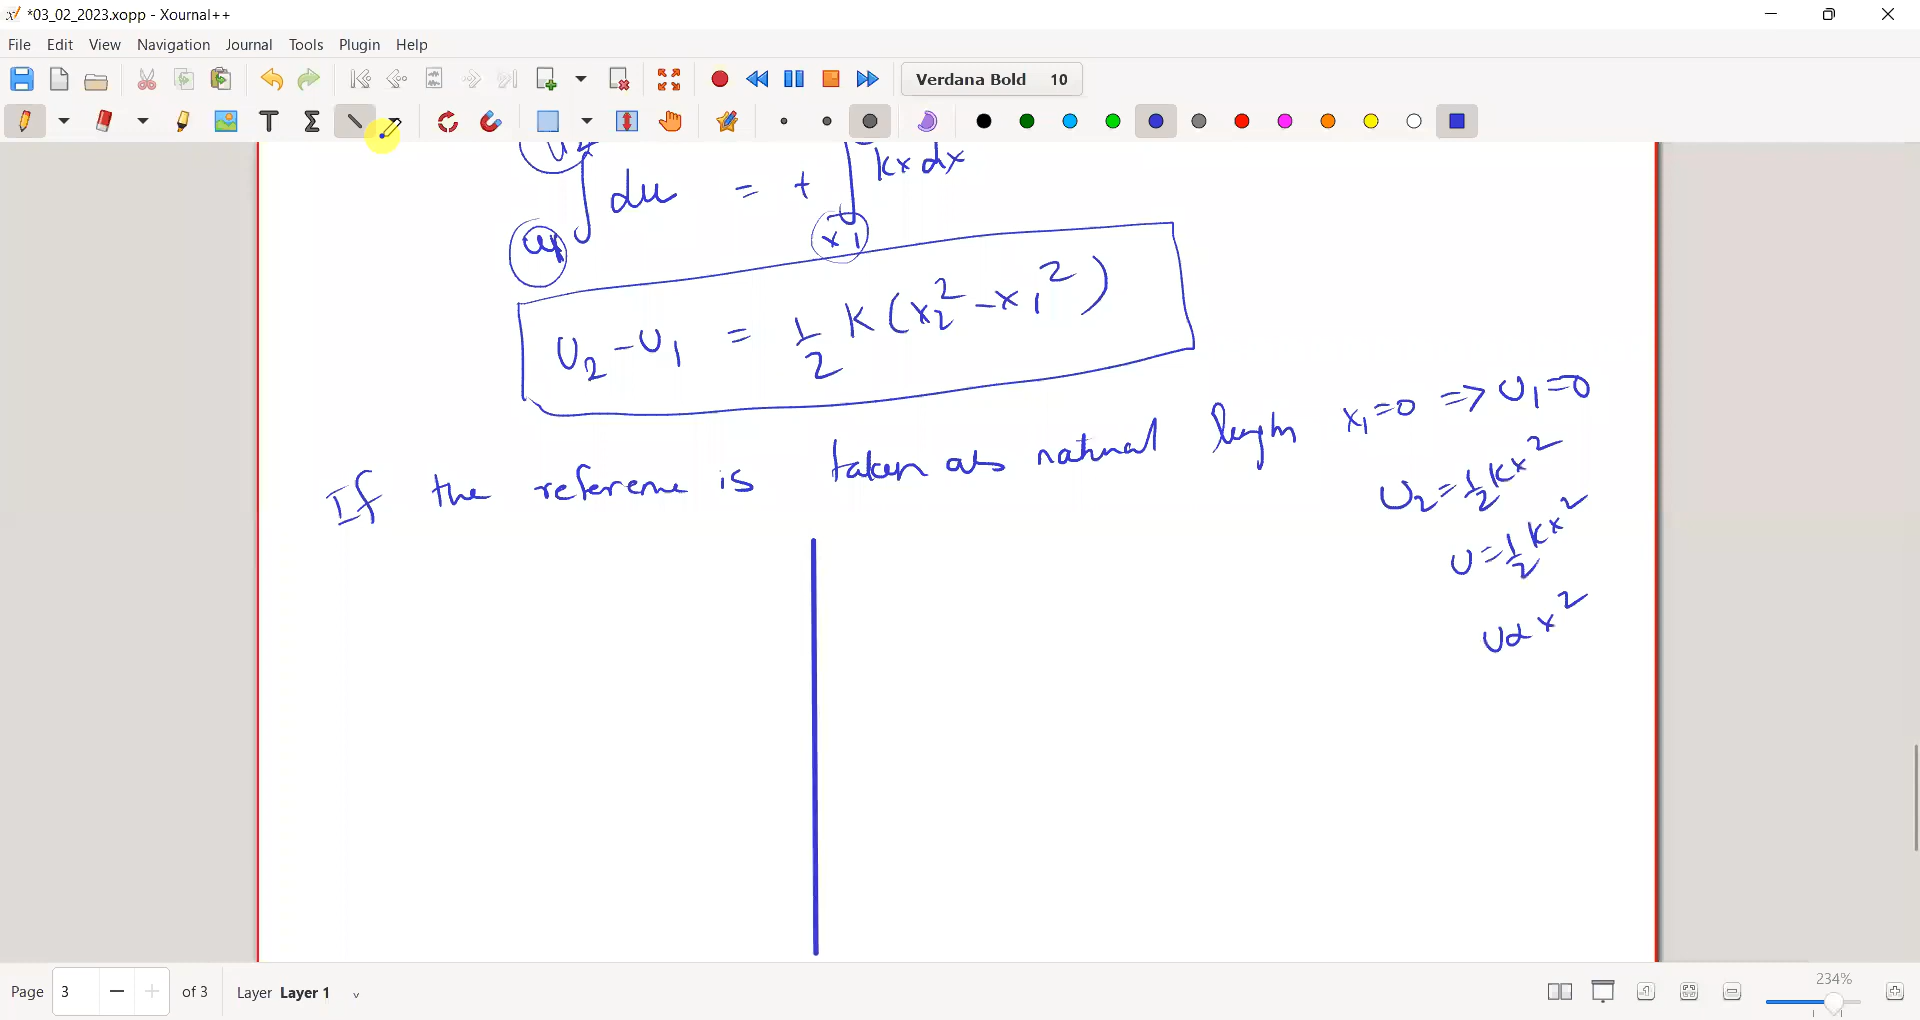 *03_02_2023.xopp - Xournal++
File Edit View Navigation Journal Tools Plugin Help
Verdana Bold 10
∫ du = + ∫ kx dx
x1
U2 - U1 = 1/2 K (x2² - x1²)
If the referene is taken as natural length x1=0 => U1=0
U2 = 1/2 Kx²
U = 1/2 Kx²
U α x²
Page 3 of 3 Layer Layer 1 234%